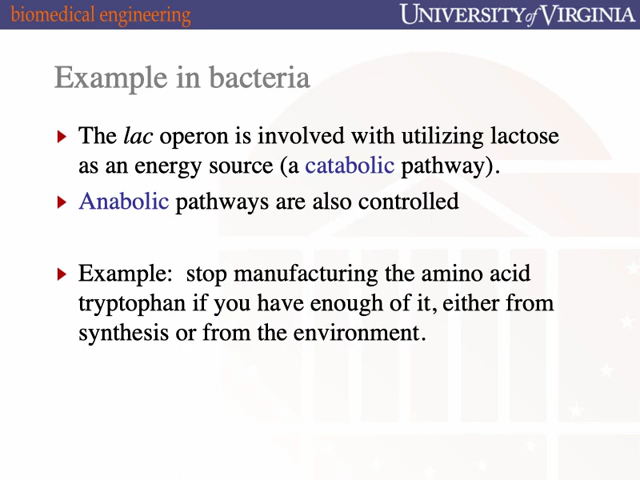 biomedical engineering
UNIVERSITY of VIRGINIA
Example in bacteria
The lac operon is involved with utilizing lactose
as an energy source (a catabolic pathway).
Anabolic pathways are also controlled
Example:  stop manufacturing the amino acid
tryptophan if you have enough of it, either from
synthesis or from the environment.